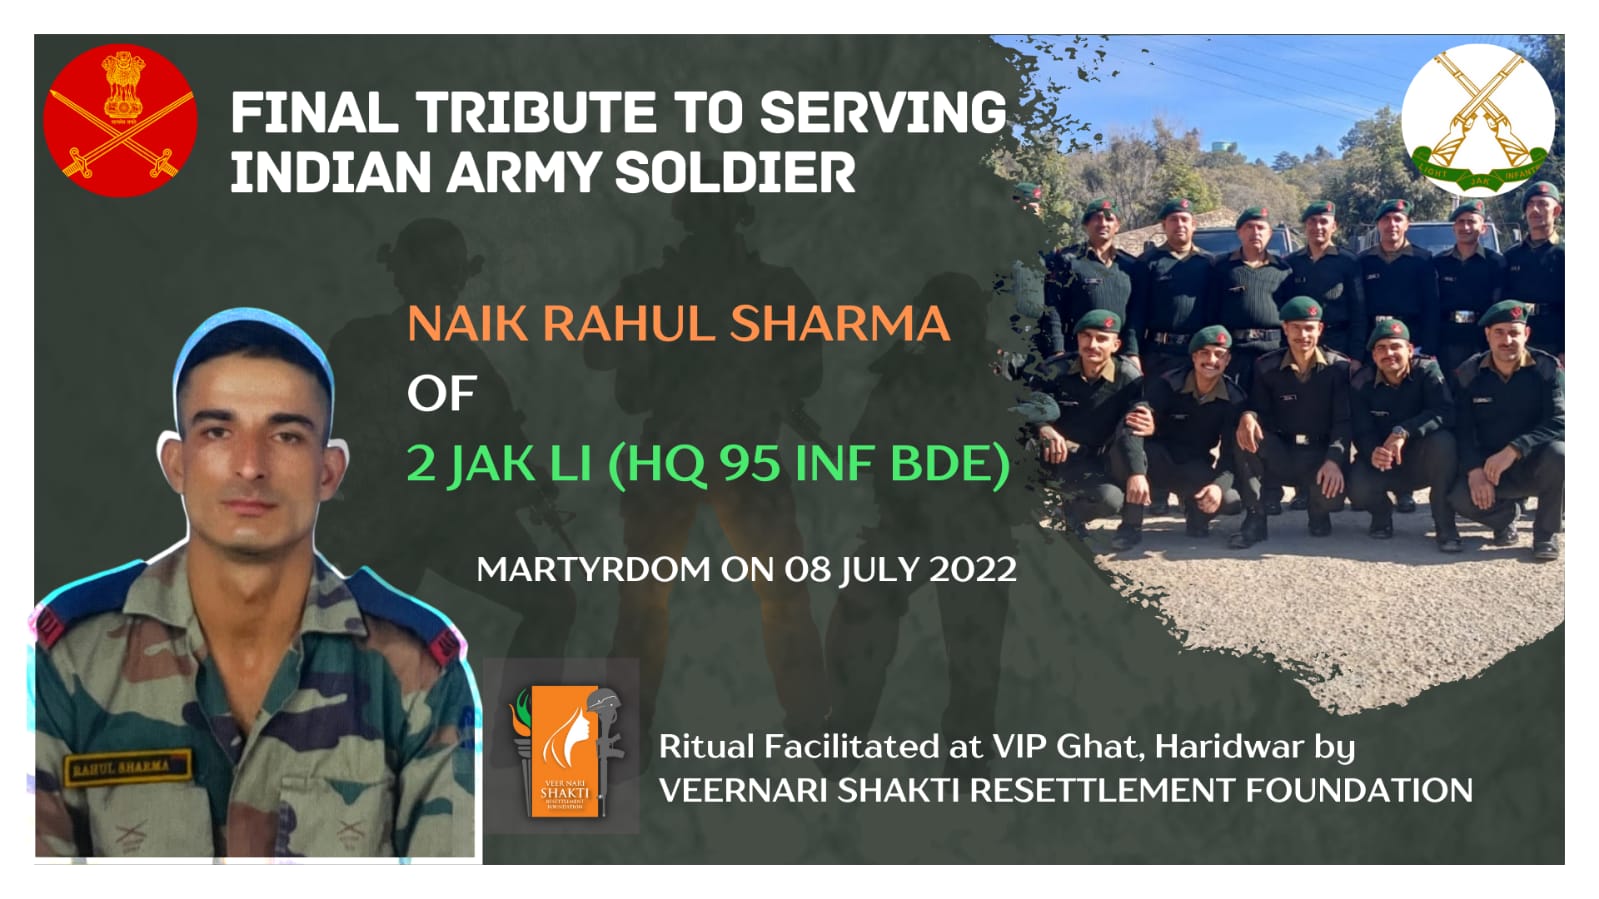 FINAL TRIBUTE TO SERVING
INDIAN ARMY SOLDIER
LIGHT JAK INFANTRY
NAIK RAHUL SHARMA
OF
2 JAK LI (HQ 95 INF BDE)
MARTYRDOM ON 08 JULY 2022
RAHUL SHARMA
VEER NARI
SHAKTI
RESETTLEMENT
FOUNDATION
Ritual Facilitated at VIP Ghat, Haridwar by
VEERNARI SHAKTI RESETTLEMENT FOUNDATION